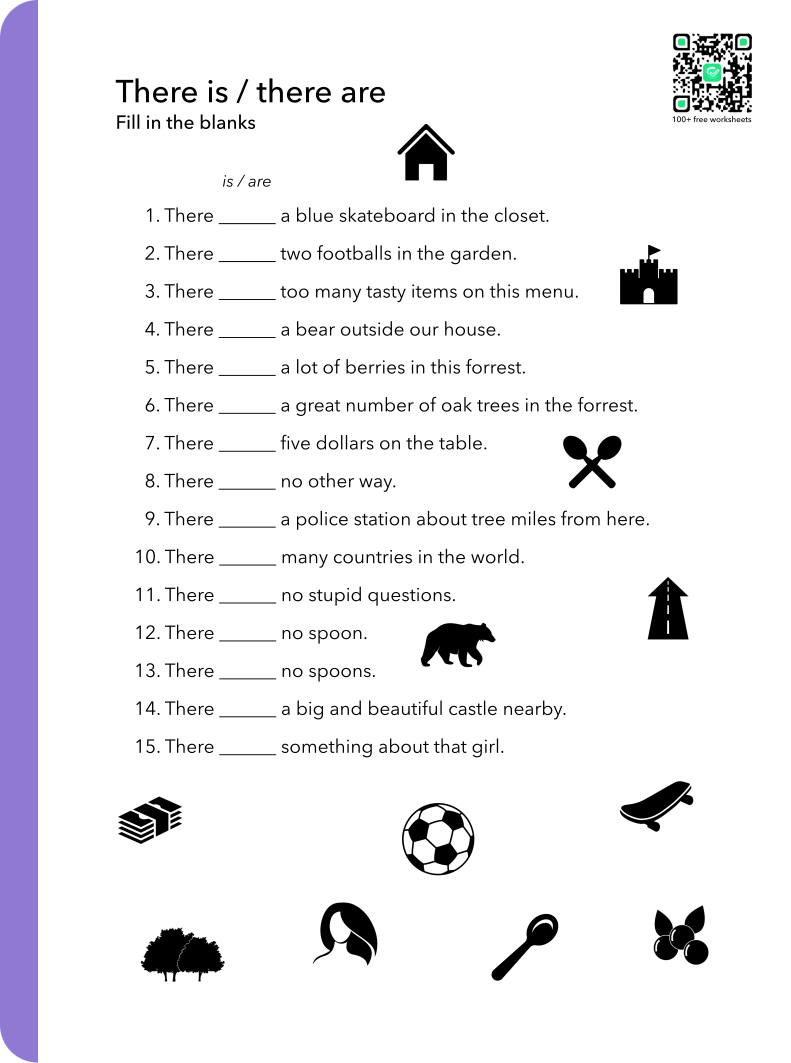 100+ free worksheets
There is / there are
Fill in the blanks
is / are
1. There ______ a blue skateboard in the closet.
2. There ______ two footballs in the garden.
3. There ______ too many tasty items on this menu.
4. There ______ a bear outside our house.
5. There ______ a lot of berries in this forrest.
6. There ______ a great number of oak trees in the forrest.
7. There ______ five dollars on the table.
8. There ______ no other way.
9. There ______ a police station about tree miles from here.
10. There ______ many countries in the world.
11. There ______ no stupid questions.
12. There ______ no spoon.
13. There ______ no spoons.
14. There ______ a big and beautiful castle nearby.
15. There ______ something about that girl.